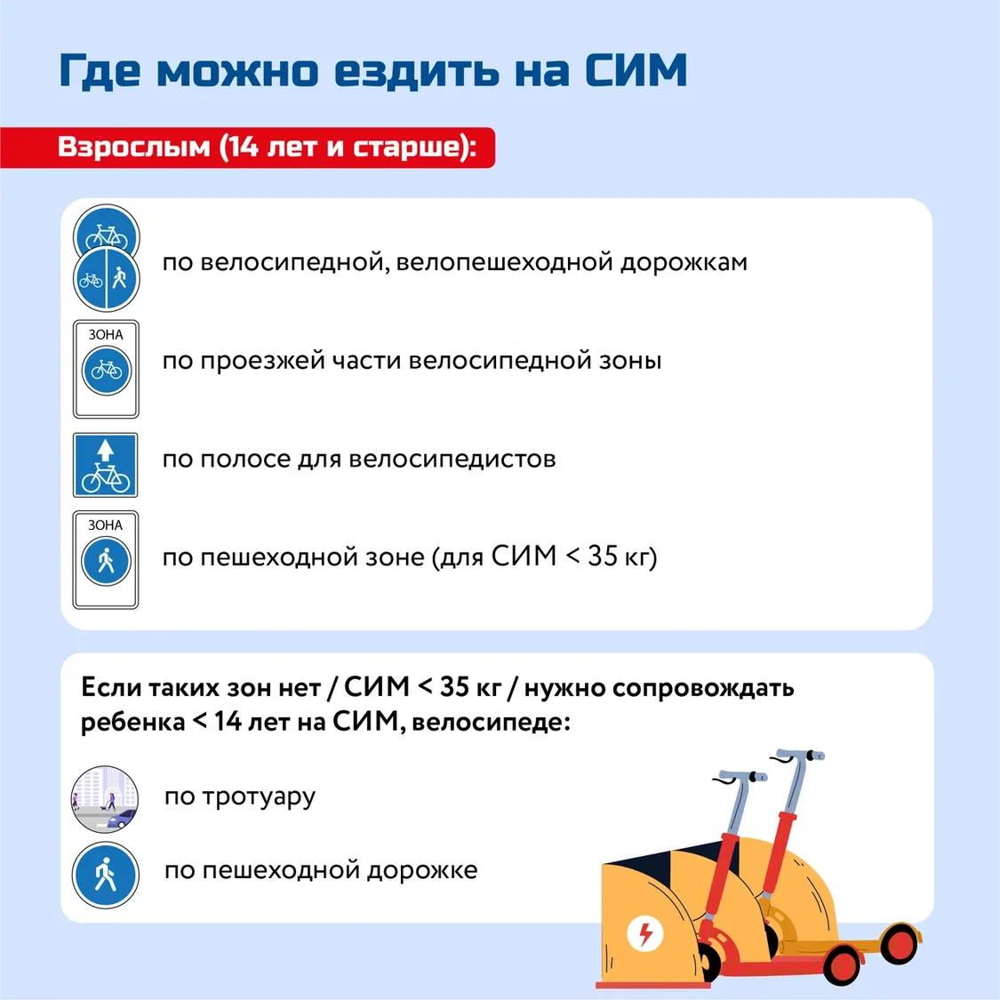 Где можно ездить на СИМ
Взрослым (14 лет и старше):
по велосипедной, велопешеходной дорожкам
ЗОНА
по проезжей части велосипедной зоны
по полосе для велосипедистов
ЗОНА
по пешеходной зоне (для СИМ < 35 кг)
Если таких зон нет / СИМ < 35 кг / нужно сопровождать
ребенка < 14 лет на СИМ, велосипеде:
по тротуару
по пешеходной дорожке